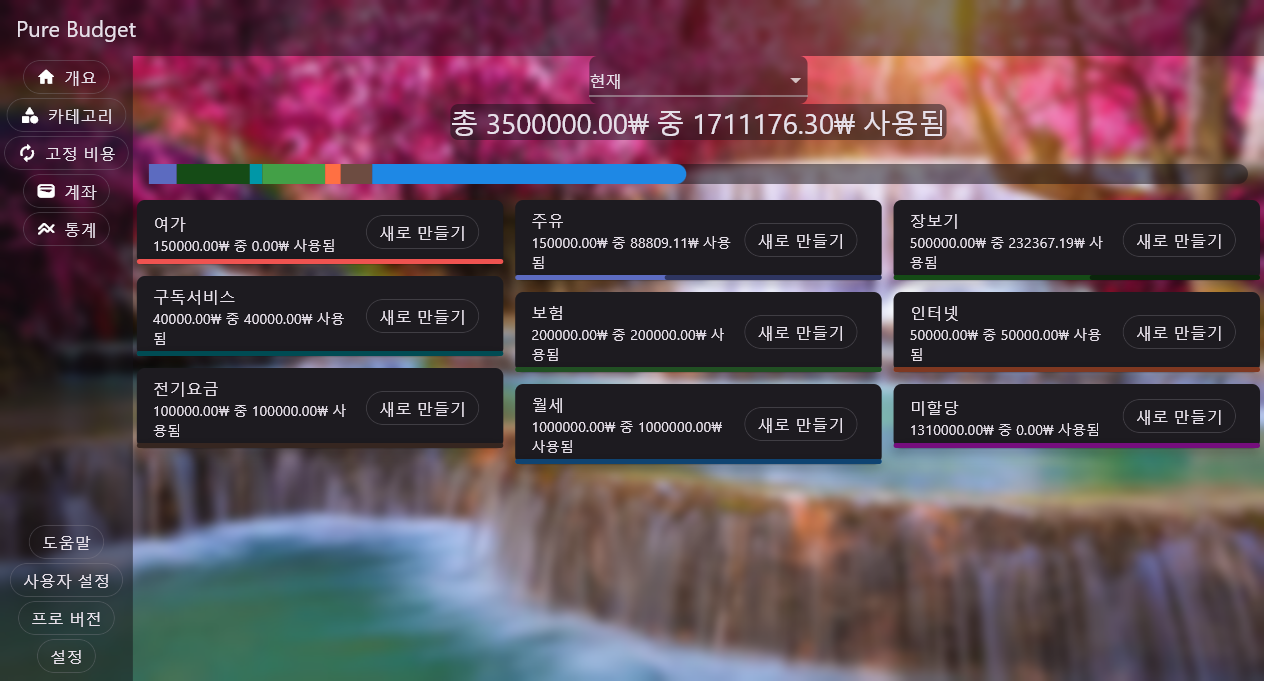 Pure Budget
개요
카테고리
고정 비용
계좌
통계
도움말
사용자 설정
프로 버전
설정
현재
총 3500000.00₩ 중 1711176.30₩ 사용됨
여가
150000.00₩ 중 0.00₩ 사용됨
새로 만들기
주유
150000.00₩ 중 88809.11₩ 사용
됨
새로 만들기
장보기
500000.00₩ 중 232367.19₩ 사
용됨
새로 만들기
구독서비스
40000.00₩ 중 40000.00₩ 사용
됨
새로 만들기
보험
200000.00₩ 중 200000.00₩ 사
용됨
새로 만들기
인터넷
50000.00₩ 중 50000.00₩ 사용
됨
새로 만들기
전기요금
100000.00₩ 중 100000.00₩ 사
용됨
새로 만들기
월세
1000000.00₩ 중 1000000.00₩
사용됨
새로 만들기
미할당
1310000.00₩ 중 0.00₩ 사용됨
새로 만들기